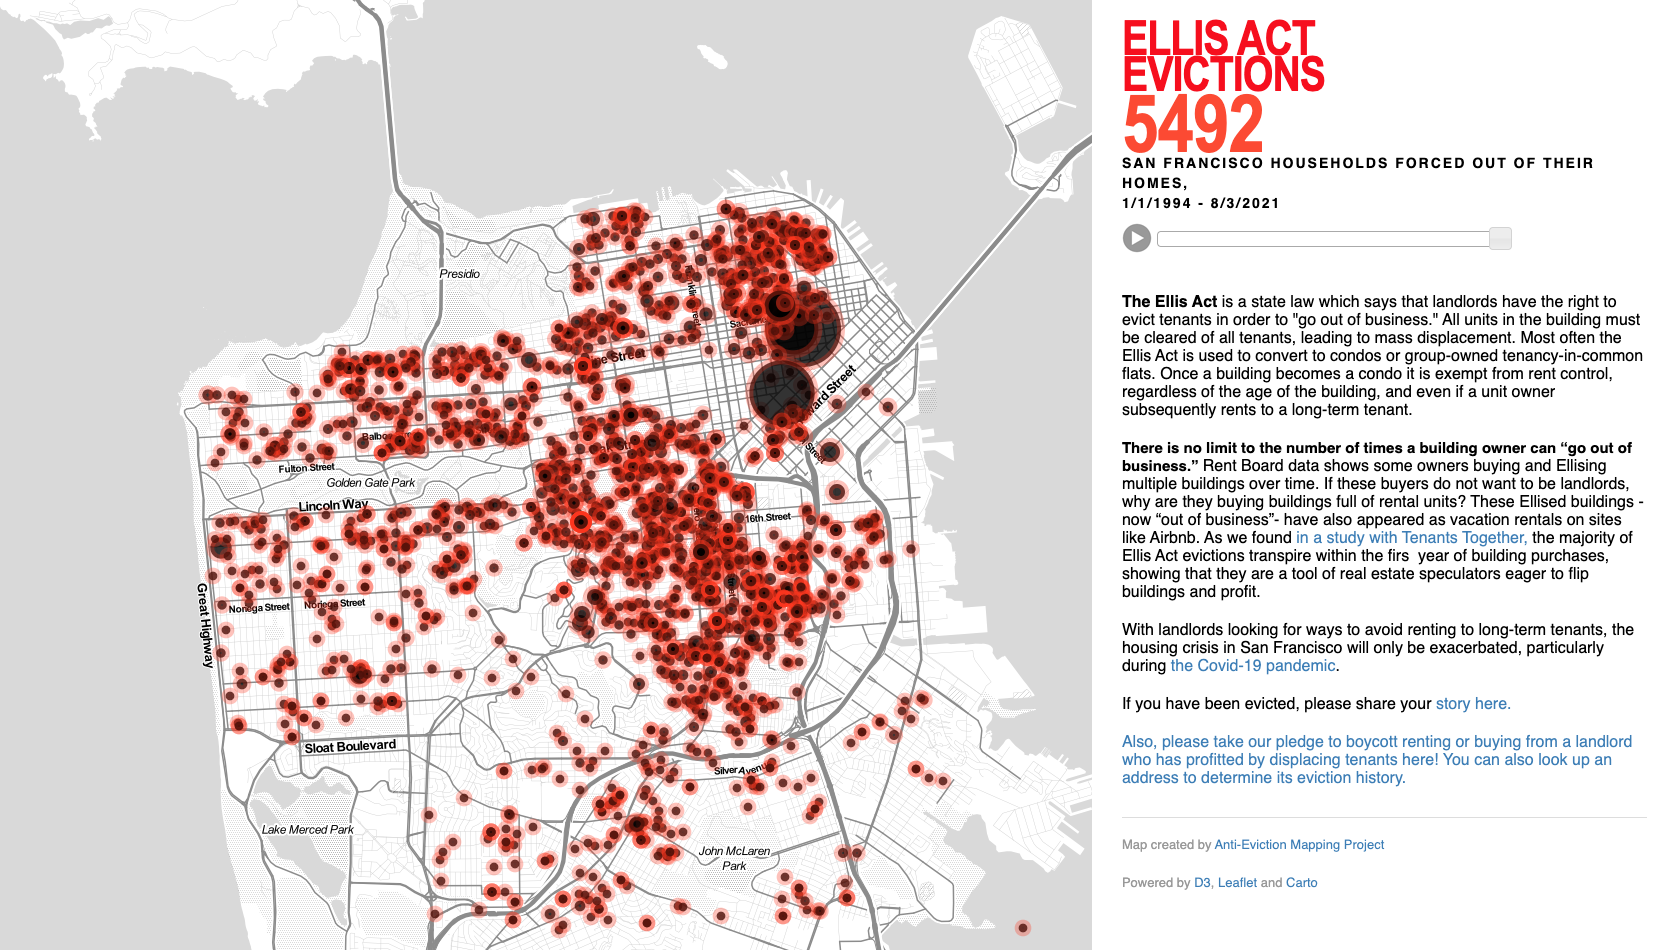 ELLIS ACT
EVICTIONS
5492
SAN FRANCISCO HOUSEHOLDS FORCED OUT OF THEIR
HOMES,
1/1/1994 - 8/3/2021
The Ellis Act is a state law which says that landlords have the right to
evict tenants in order to "go out of business." All units in the building must
be cleared of all tenants, leading to mass displacement. Most often the
Ellis Act is used to convert to condos or group-owned tenancy-in-common
flats. Once a building becomes a condo it is exempt from rent control,
regardless of the age of the building, and even if a unit owner
subsequently rents to a long-term tenant.
There is no limit to the number of times a building owner can “go out of
business.” Rent Board data shows some owners buying and Ellising
multiple buildings over time. If these buyers do not want to be landlords,
why are they buying buildings full of rental units? These Ellised buildings -
now “out of business”- have also appeared as vacation rentals on sites
like Airbnb. As we found in a study with Tenants Together, the majority of
Ellis Act evictions transpire within the firs year of building purchases,
showing that they are a tool of real estate speculators eager to flip
buildings and profit.
With landlords looking for ways to avoid renting to long-term tenants, the
housing crisis in San Francisco will only be exacerbated, particularly
during the Covid-19 pandemic.
If you have been evicted, please share your story here.
Also, please take our pledge to boycott renting or buying from a landlord
who has profitted by displacing tenants here! You can also look up an
address to determine its eviction history.
Map created by Anti-Eviction Mapping Project
Powered by D3, Leaflet and Carto
Presidio
Fulton Street
Golden Gate Park
Lincoln Way
16th Street
Great Highway
Noriega Street
Noriega Street
Sloat Boulevard
Silver Avenue
Lake Merced Park
John McLaren
Park
Street